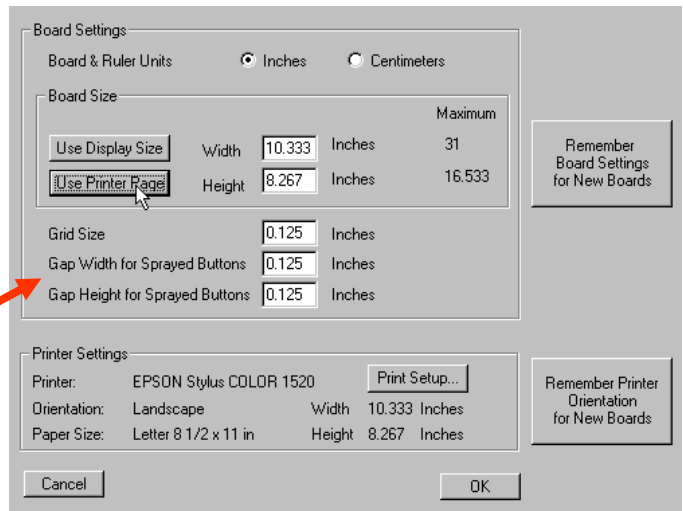 Board Settings
Board & Ruler Units Inches Centimeters
Board Size
Maximum
Use Display Size Width 10.333 Inches 31
Use Printer Page Height 8.267 Inches 16.533
Remember
Board Settings
for New Boards
Grid Size 0.125 Inches
Gap Width for Sprayed Buttons 0.125 Inches
Gap Height for Sprayed Buttons 0.125 Inches
Printer Settings
Printer: EPSON Stylus COLOR 1520 Print Setup...
Orientation: Landscape Width 10.333 Inches
Paper Size: Letter 8 1/2 x 11 in Height 8.267 Inches
Remember Printer
Orientation
for New Boards
Cancel OK